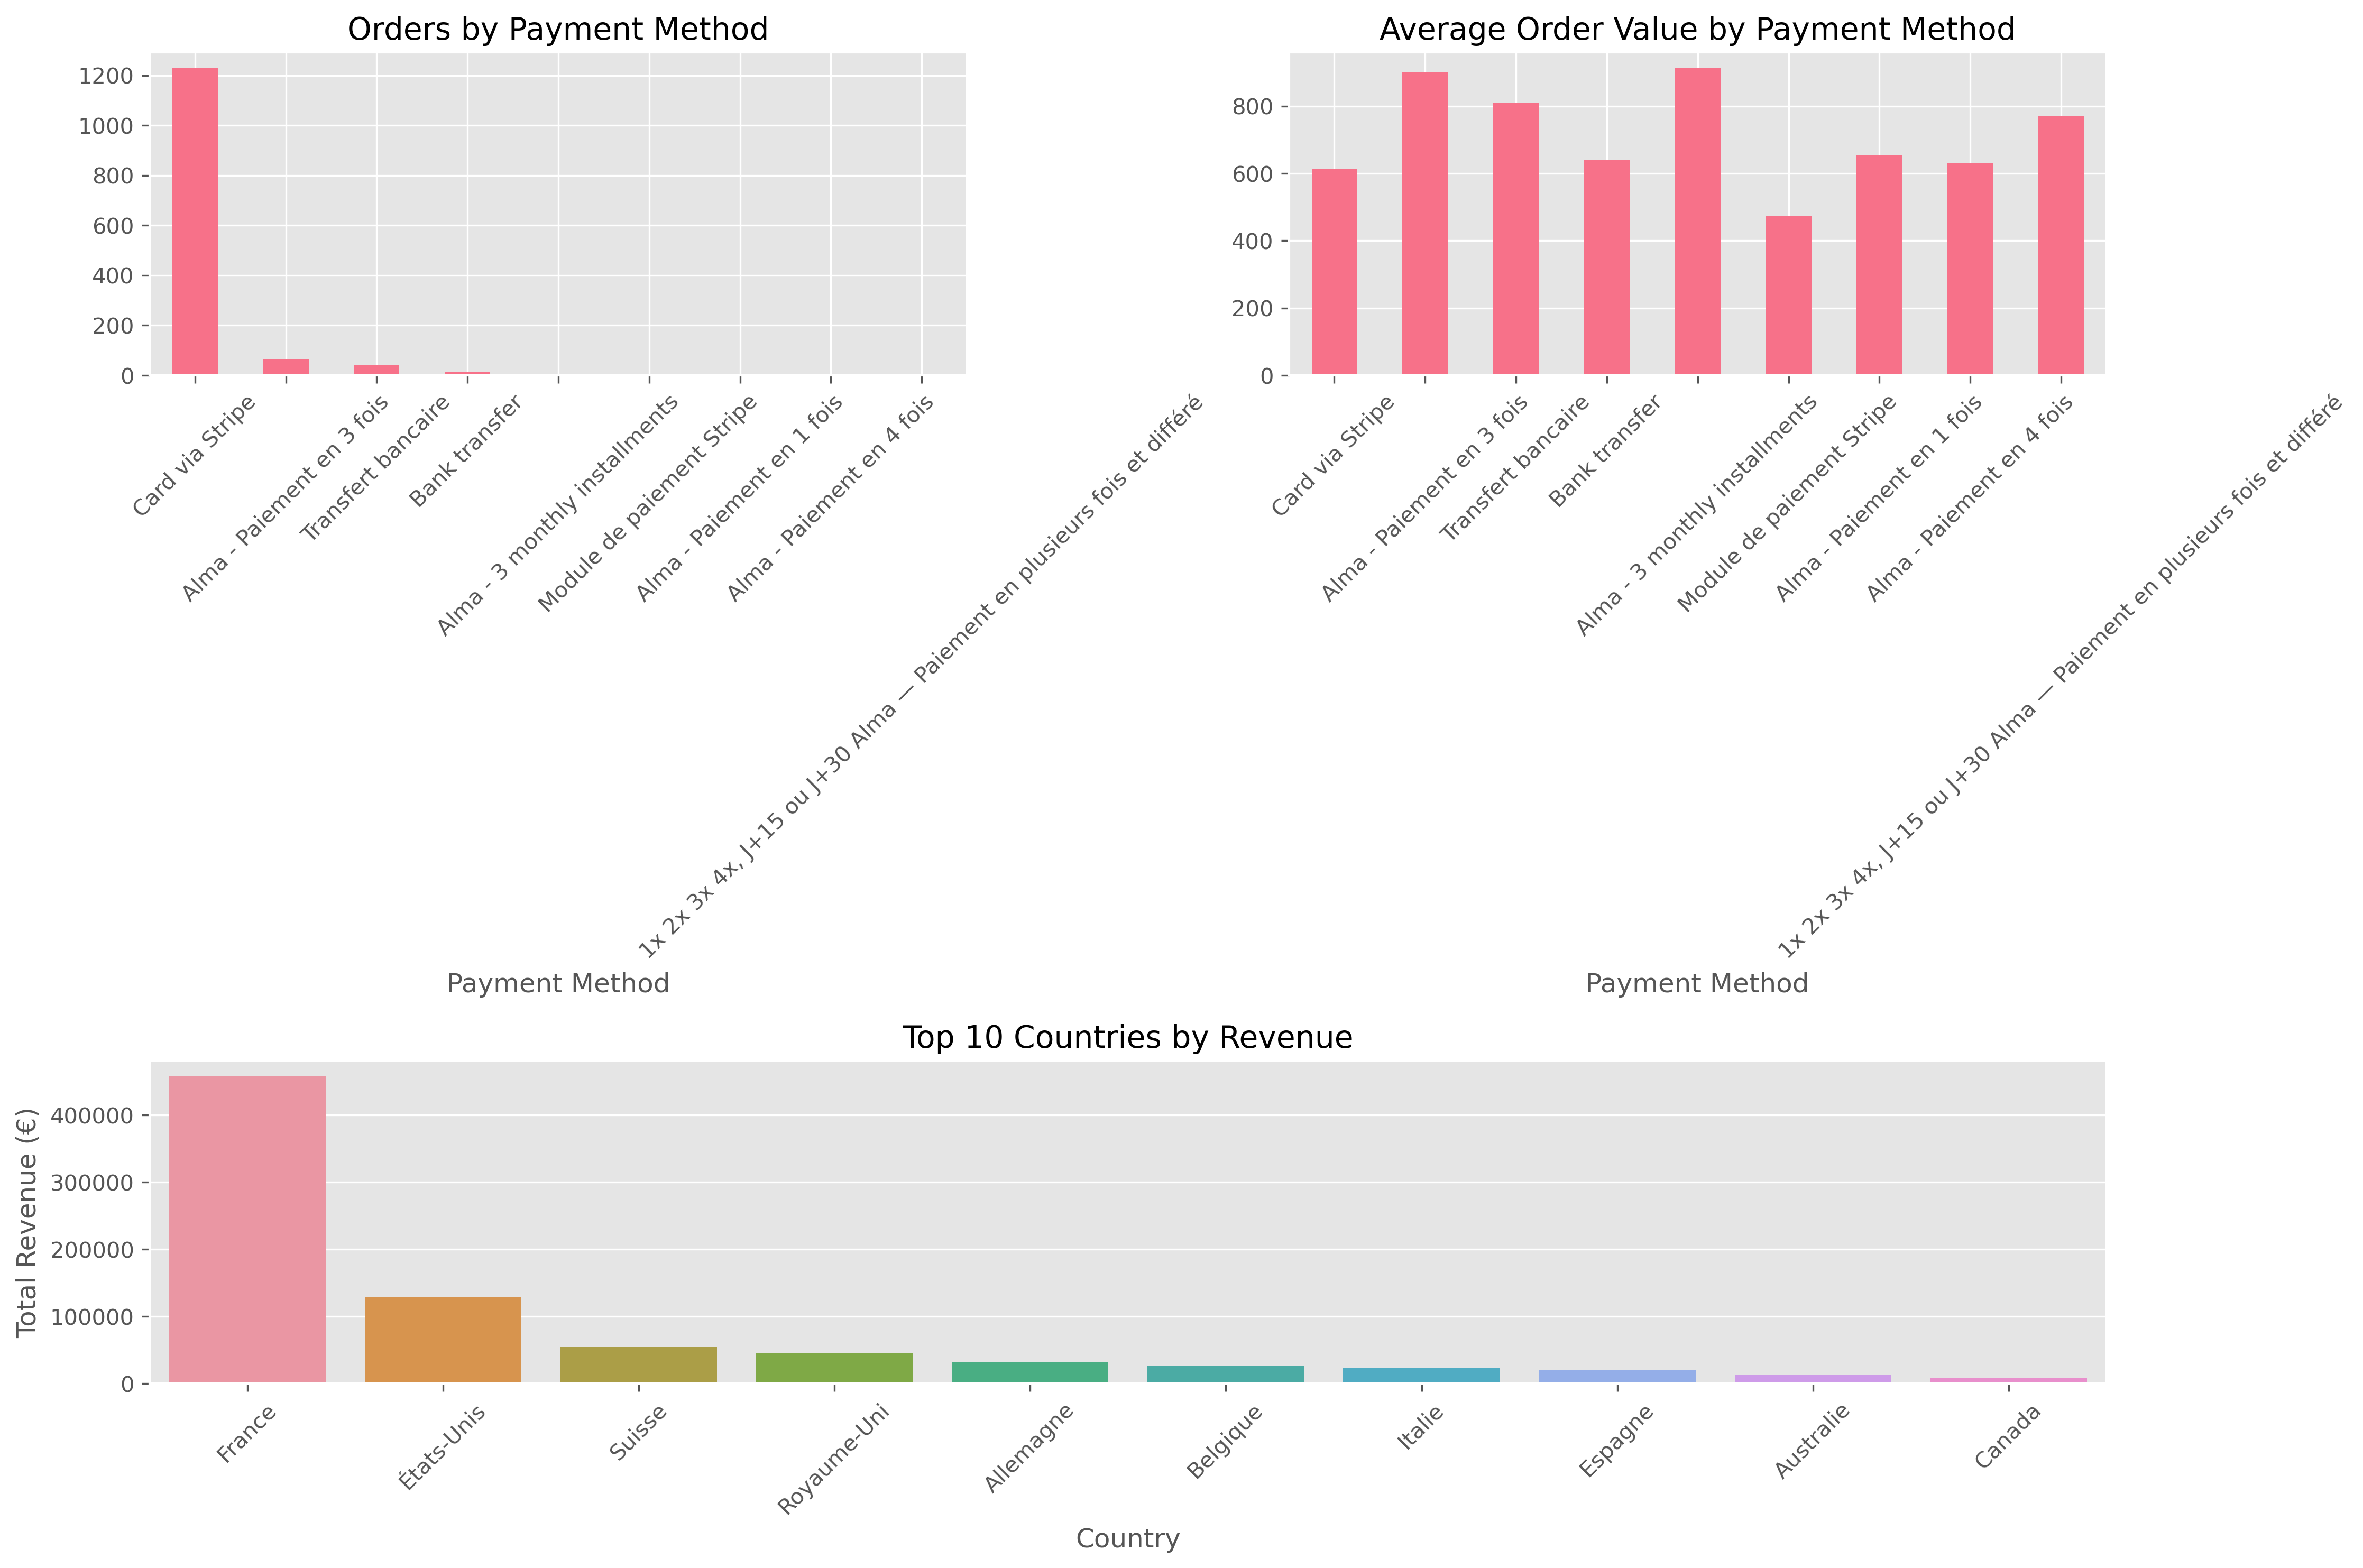 Orders by Payment Method
1200
1000
800
600
400
200
0
Card via Stripe
Alma - Paiement en 3 fois
Transfert bancaire
Bank transfer
Alma - 3 monthly installments
Module de paiement Stripe
Alma - Paiement en 1 fois
Alma - Paiement en 4 fois
1x 2x 3x 4x, J+15 ou J+30 Alma — Paiement en plusieurs fois et différé
Payment Method
Average Order Value by Payment Method
800
600
400
200
0
Card via Stripe
Alma - Paiement en 3 fois
Transfert bancaire
Bank transfer
Alma - 3 monthly installments
Module de paiement Stripe
Alma - Paiement en 1 fois
Alma - Paiement en 4 fois
1x 2x 3x 4x, J+15 ou J+30 Alma — Paiement en plusieurs fois et différé
Payment Method
Top 10 Countries by Revenue
Total Revenue (€)
400000
300000
200000
100000
0
France
États-Unis
Suisse
Royaume-Uni
Allemagne
Belgique
Italie
Espagne
Australie
Canada
Country